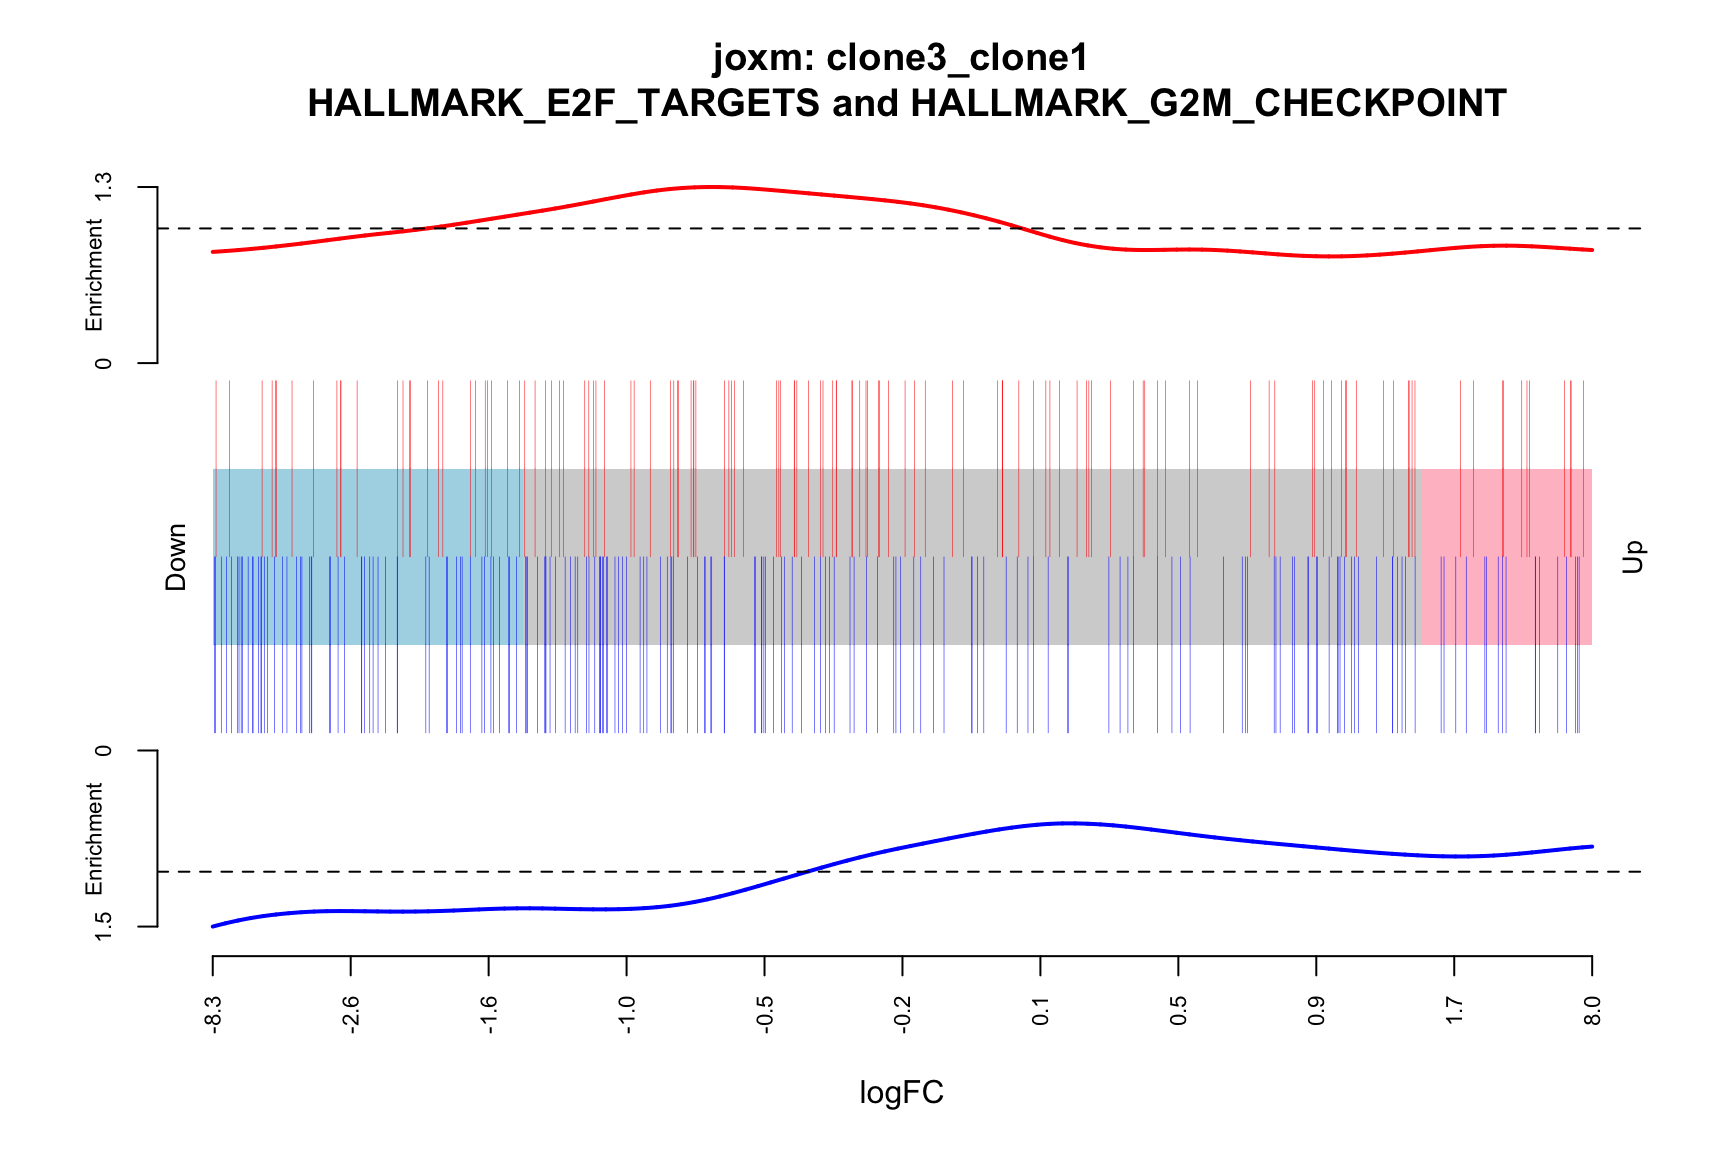 joxm: clone3_clone1
HALLMARK_E2F_TARGETS and HALLMARK_G2M_CHECKPOINT
1.3
Enrichment
0
Down
Up
0
Enrichment
1.5
-8.3
-2.6
-1.6
-1.0
-0.5
-0.2
0.1
0.5
0.9
1.7
8.0
logFC